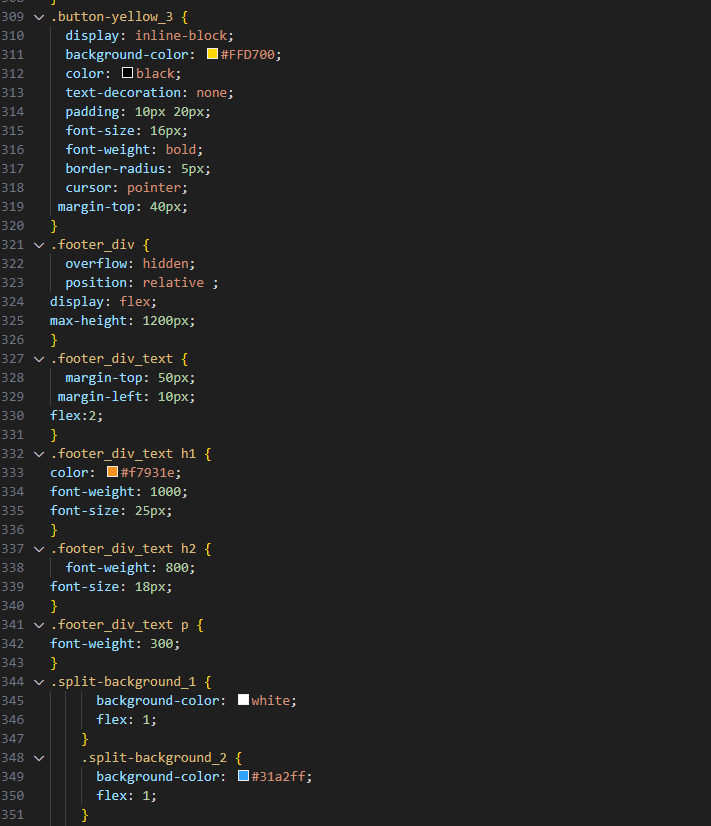 309 .button-yellow_3 {
310 display: inline-block;
311 background-color: #FFD700;
312 color: black;
313 text-decoration: none;
314 padding: 10px 20px;
315 font-size: 16px;
316 font-weight: bold;
317 border-radius: 5px;
318 cursor: pointer;
319 margin-top: 40px;
320 }
321 .footer_div {
322 overflow: hidden;
323 position: relative ;
324 display: flex;
325 max-height: 1200px;
326 }
327 .footer_div_text {
328 margin-top: 50px;
329 margin-left: 10px;
330 flex:2;
331 }
332 .footer_div_text h1 {
333 color: #f7931e;
334 font-weight: 1000;
335 font-size: 25px;
336 }
337 .footer_div_text h2 {
338 font-weight: 800;
339 font-size: 18px;
340 }
341 .footer_div_text p {
342 font-weight: 300;
343 }
344 .split-background_1 {
345 background-color: white;
346 flex: 1;
347 }
348 .split-background_2 {
349 background-color: #31a2ff;
350 flex: 1;
351 }